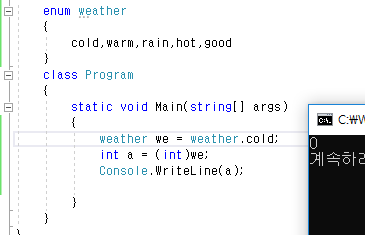 enum weather
{
cold,warm,rain,hot,good
}
class Program
{
static void Main(string[] args)
{
weather we = weather.cold;
int a = (int)we;
Console.WriteLine(a);
}
}
}
C:\
0
계속하려